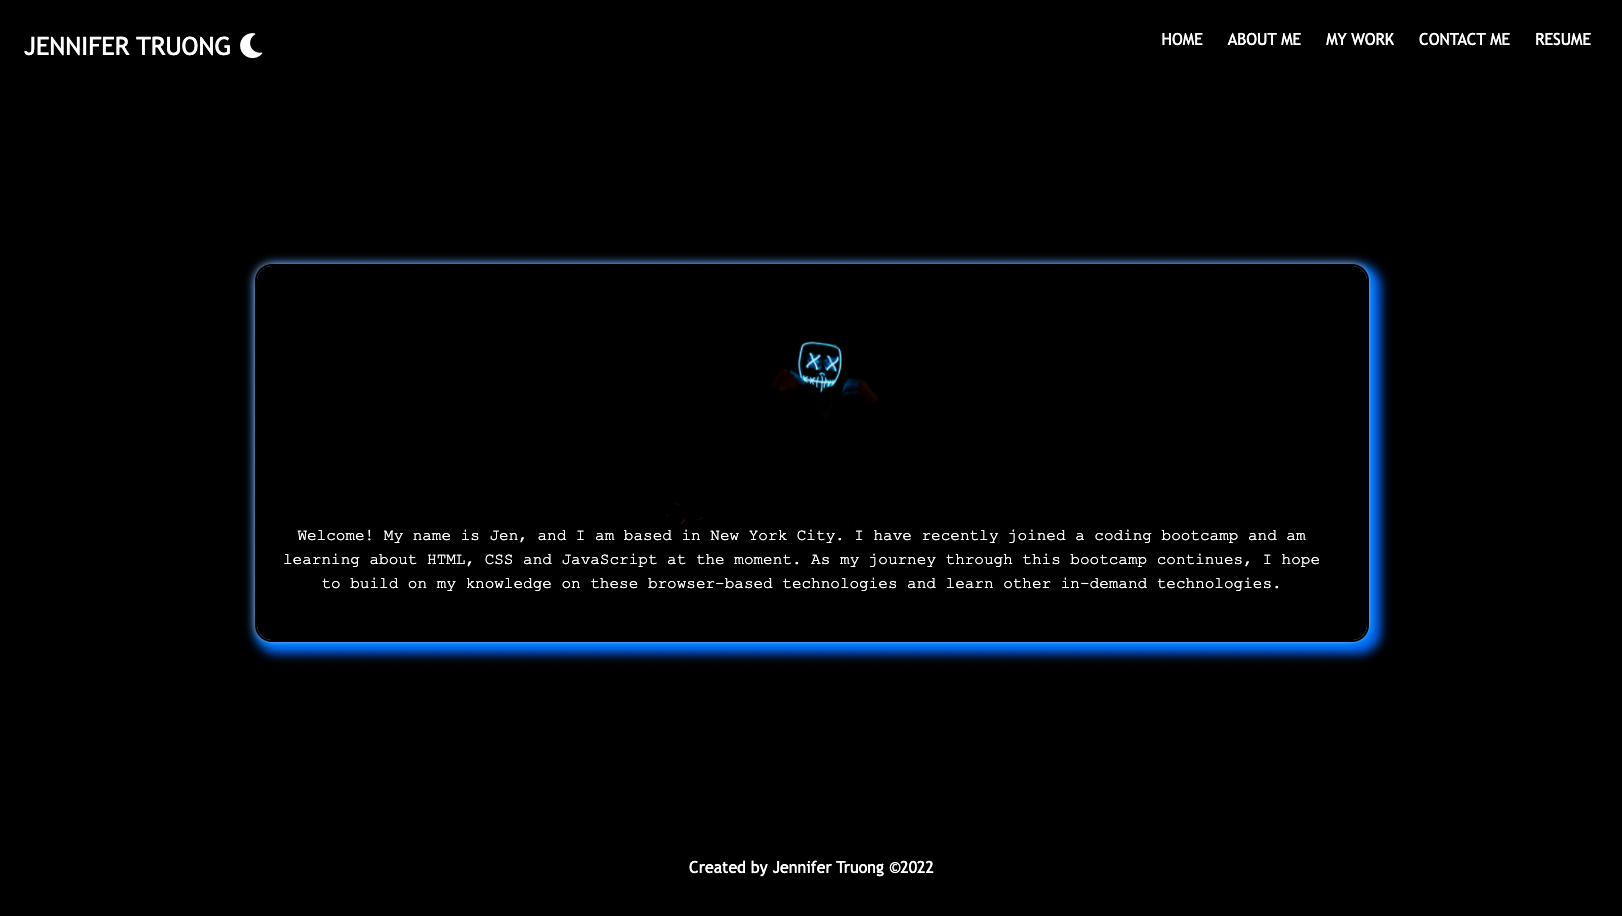 JENNIFER TRUONG
HOME ABOUT ME MY WORK CONTACT ME RESUME
Welcome! My name is Jen, and I am based in New York City. I have recently joined a coding bootcamp and am
learning about HTML, CSS and JavaScript at the moment. As my journey through this bootcamp continues, I hope
to build on my knowledge on these browser-based technologies and learn other in-demand technologies.
Created by Jennifer Truong ©2022